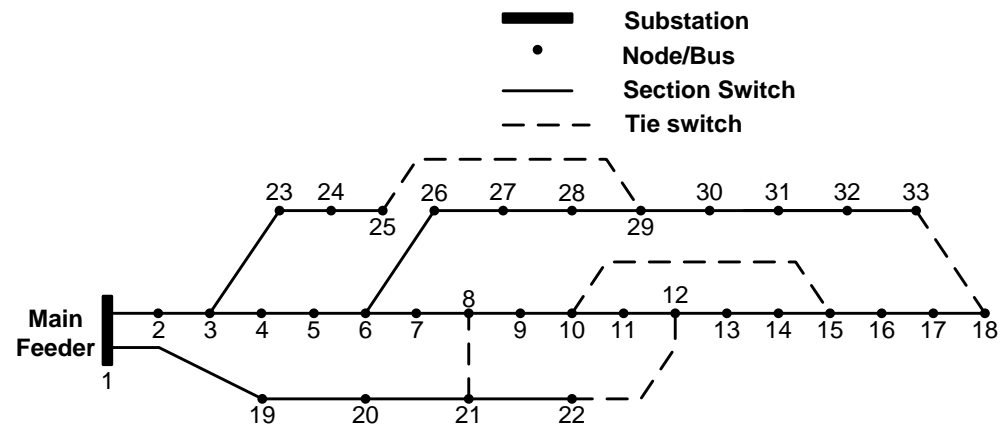 Substation
Node/Bus
Section Switch
Tie switch
23 24 25 26 27 28 29 30 31 32 33
Main
Feeder
1
2 3 4 5 6 7 8 9 10 11 12 13 14 15 16 17 18
19 20 21 22